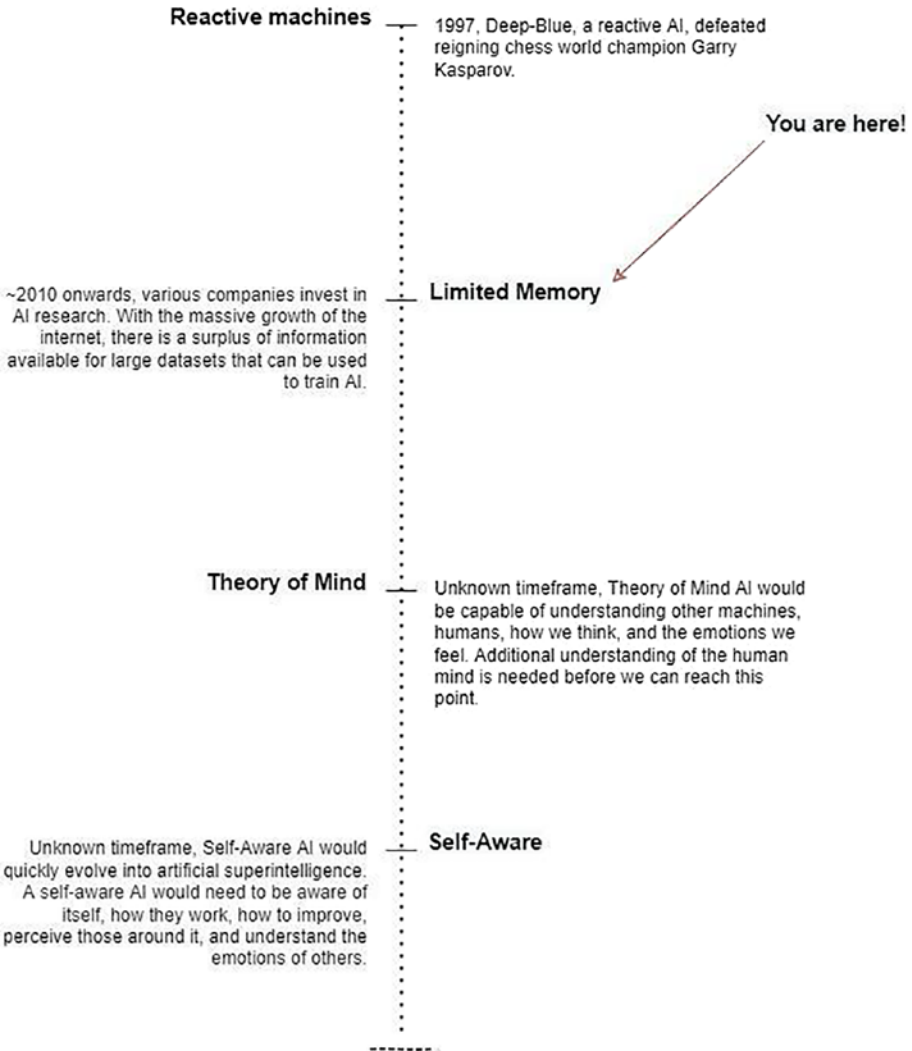 Reactive machines
1997, Deep-Blue, a reactive AI, defeated
reigning chess world champion Garry
Kasparov.
You are here!
Limited Memory
~2010 onwards, various companies invest in
AI research. With the massive growth of the
internet, there is a surplus of information
available for large datasets that can be used
to train AI.
Theory of Mind
Unknown timeframe, Theory of Mind AI would
be capable of understanding other machines,
humans, how we think, and the emotions we
feel. Additional understanding of the human
mind is needed before we can reach this
point.
Self-Aware
Unknown timeframe, Self-Aware AI would
quickly evolve into artificial superintelligence.
A self-aware AI would need to be aware of
itself, how they work, how to improve,
perceive those around it, and understand the
emotions of others.